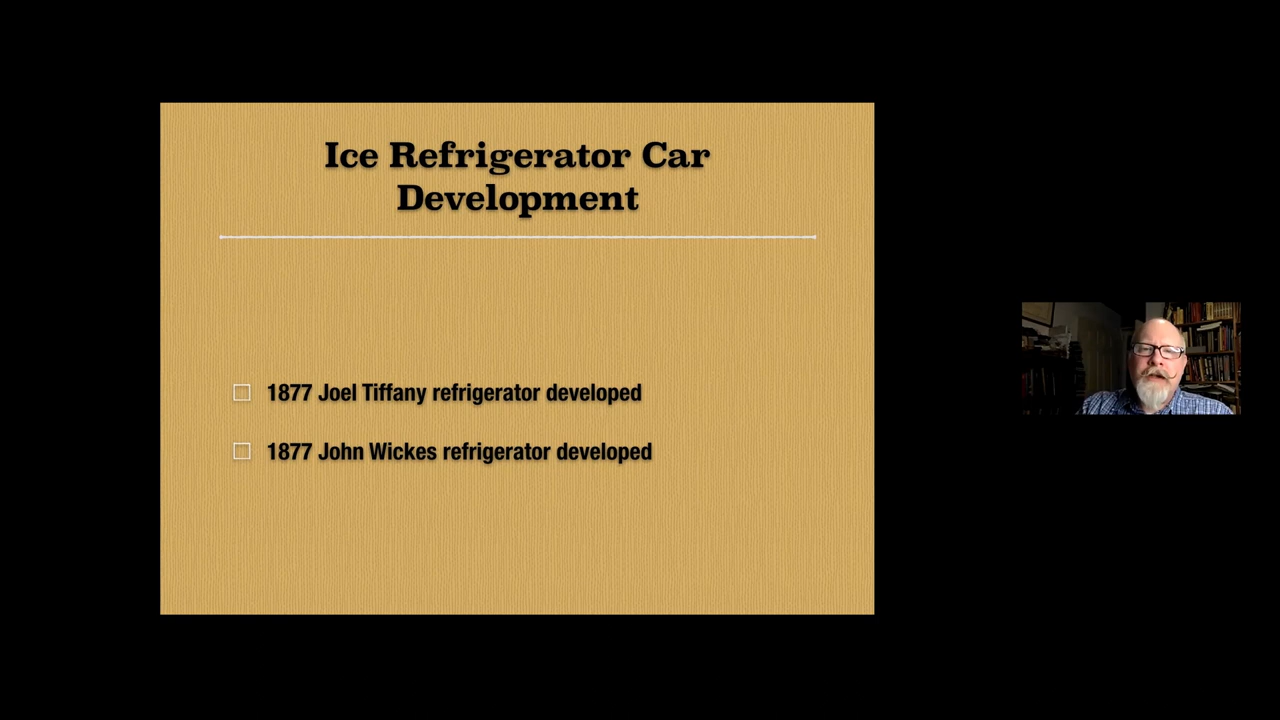 Ice Refrigerator Car
Development
1877 Joel Tiffany refrigerator developed
1877 John Wickes refrigerator developed